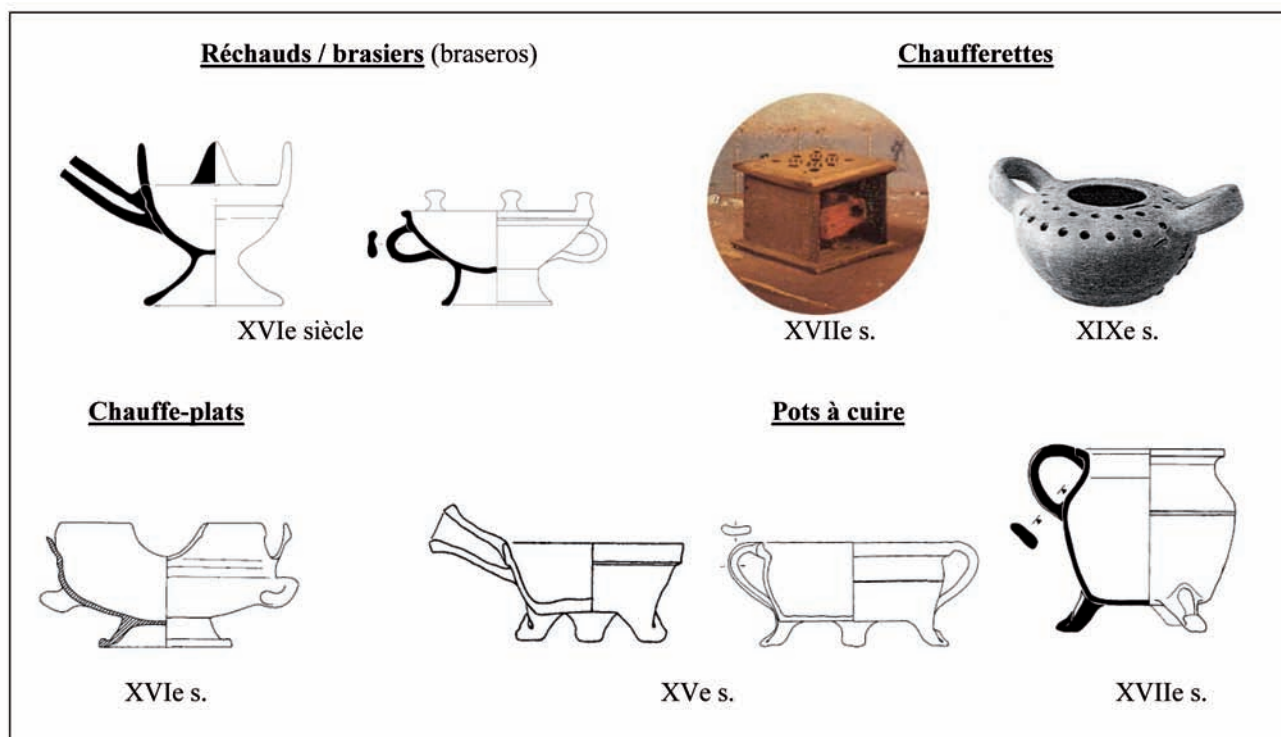 Réchauds / brasiers (braseros)
Chaufferettes
XVIe siècle
XVIIe s.
XIXe s.
Chauffe-plats
Pots à cuire
XVIe s.
XVe s.
XVIIe s.